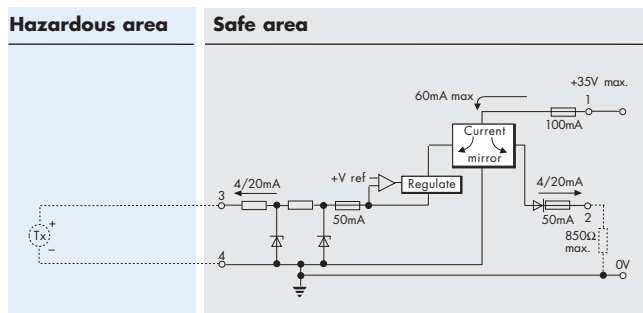 Hazardous area
Safe area
+35V max.
60mA max
1
100mA
Current
mirror
+V ref
Regulate
4/20mA
3
50mA
4/20mA
50mA
2
Tx
+
–
850Ω
max.
4
0V